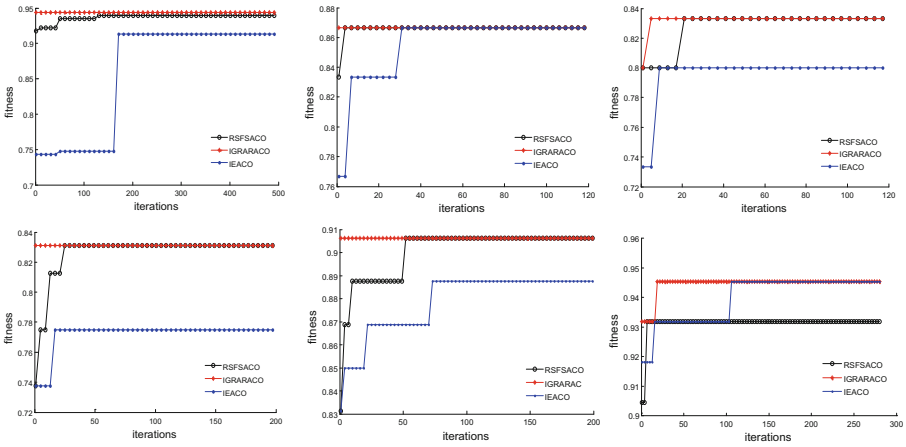 0.95
0.9
0.85
0.8
0.75
0.7
fitness
0 100 200 300 400 500
iterations
RSFSACO
IGRARACO
IEACO
0.88
0.86
0.84
0.82
0.8
0.78
0.76
fitness
0 20 40 60 80 100 120
iterations
RSFSACO
IGRARACO
IEACO
0.84
0.82
0.8
0.78
0.76
0.74
0.72
fitness
0 20 40 60 80 100 120
iterations
RSFSACO
IGRARACO
IEACO
0.84
0.82
0.8
0.78
0.76
0.74
0.72
fitness
0 50 100 150 200
iterations
RSFSACO
IGRARACO
IEACO
0.91
0.9
0.89
0.88
0.87
0.86
0.85
0.84
0.83
fitness
0 50 100 150 200
iterations
RSFSACO
IGRARAC
IEACO
0.96
0.95
0.94
0.93
0.92
0.91
0.9
fitness
0 50 100 150 200 250 300
iterations
RSFSACO
IGRARACO
IEACO